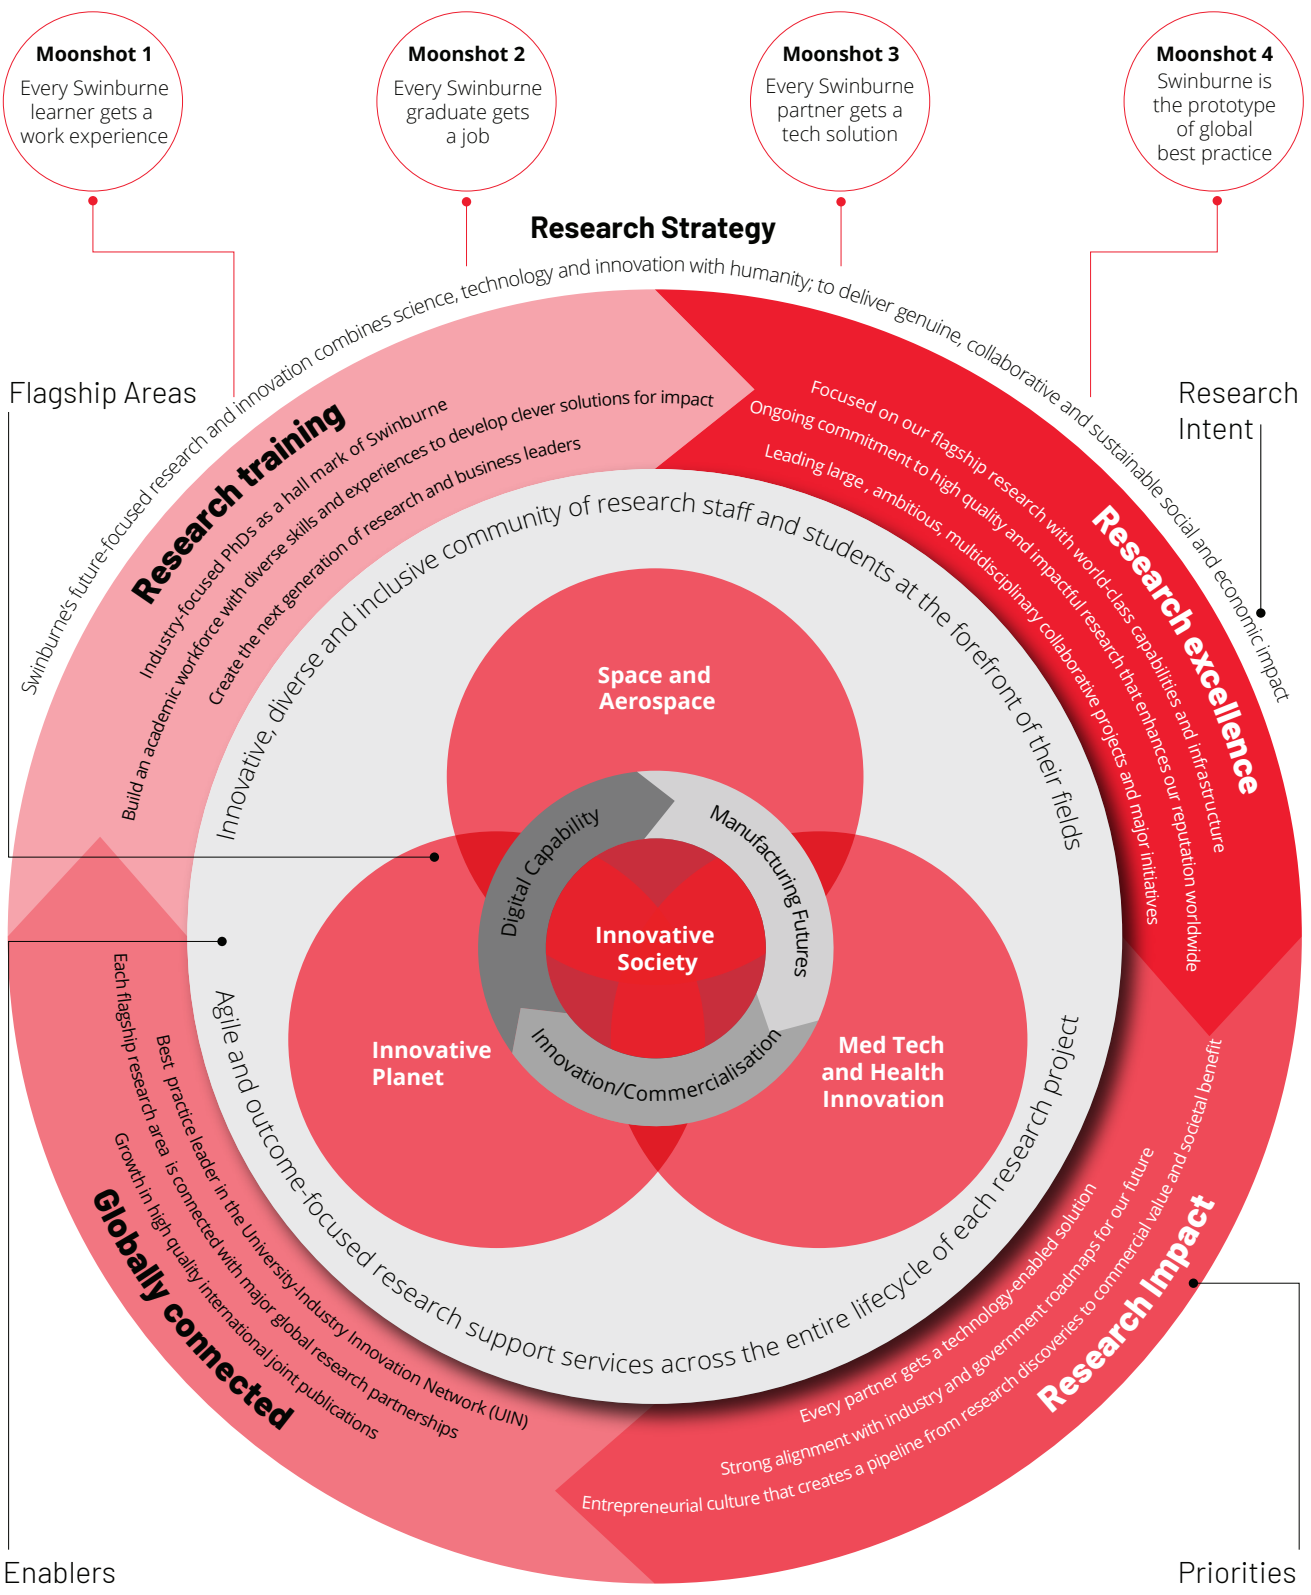 Moonshot 1
Every Swinburne
learner gets a
work experience
Moonshot 2
Every Swinburne
graduate gets
a job
Moonshot 3
Every Swinburne
partner gets a
tech solution
Moonshot 4
Swinburne is
the prototype
of global
best practice
Research Strategy
Swinburne's future-focused research and innovation combines science, technology and innovation with humanity; to deliver genuine, collaborative and sustainable social and economic impact
Flagship Areas
Research
Intent
Research training
Industry-focused PhDs as a hall mark of Swinburne
Build an academic workforce with diverse skills and experiences to develop clever solutions for impact
Create the next generation of research and business leaders
Research excellence
Focused on our flagship research with world-class capabilities and infrastructure
Ongoing commitment to high quality and impactful research that enhances our reputation worldwide
Leading large , ambitious, multidisciplinary collaborative projects and major initiatives
Innovative, diverse and inclusive community of research staff and students at the forefront of their fields
Space and
Aerospace
Digital Capability
Manufacturing Futures
Innovation/Commercialisation
Innovative
Society
Innovative
Planet
Med Tech
and Health
Innovation
Agile and outcome-focused research support services across the entire lifecycle of each research project
Best practice leader in the University-Industry Innovation Network (UIN)
Each flagship research area is connected with major global research partnerships
Growth in high quality international joint publications
Globally connected
Every partner gets a technology-enabled solution
Strong alignment with industry and government roadmaps for our future
Entrepreneurial culture that creates a pipeline from research discoveries to commercial value and societal benefit
Research Impact
Enablers
Priorities